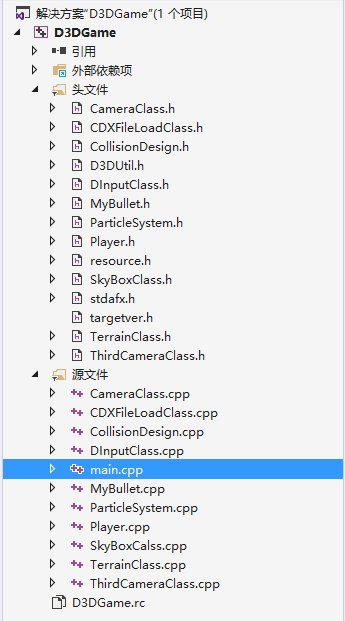 解决方案"D3DGame"(1 个项目)
D3DGame
引用
外部依赖项
头文件
CameraClass.h
CDXFileLoadClass.h
CollisionDesign.h
D3DUtil.h
DInputClass.h
MyBullet.h
ParticleSystem.h
Player.h
resource.h
SkyBoxClass.h
stdafx.h
targetver.h
TerrainClass.h
ThirdCameraClass.h
源文件
CameraClass.cpp
CDXFileLoadClass.cpp
CollisionDesign.cpp
DInputClass.cpp
main.cpp
MyBullet.cpp
ParticleSystem.cpp
Player.cpp
SkyBoxCalss.cpp
TerrainClass.cpp
ThirdCameraClass.cpp
D3DGame.rc